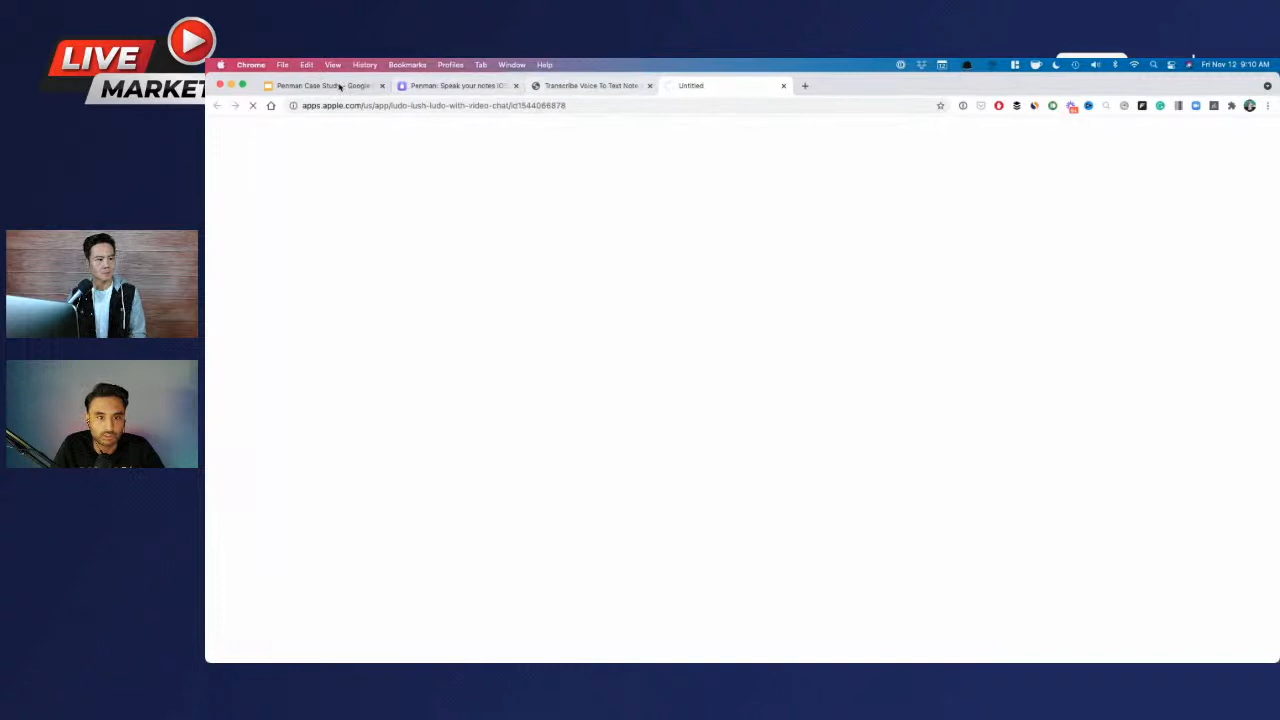 LIVE
MARKET
Chrome File Edit View History Bookmarks Profiles Tab Window Help
Fri Nov 12 9:10 AM
Penman Case Study - Google
Penman: Speak your notes iOS
Transcribe Voice To Text Note
Untitled
apps.apple.com/us/app/ludo-lush-ludo-with-video-chat/id1544066878